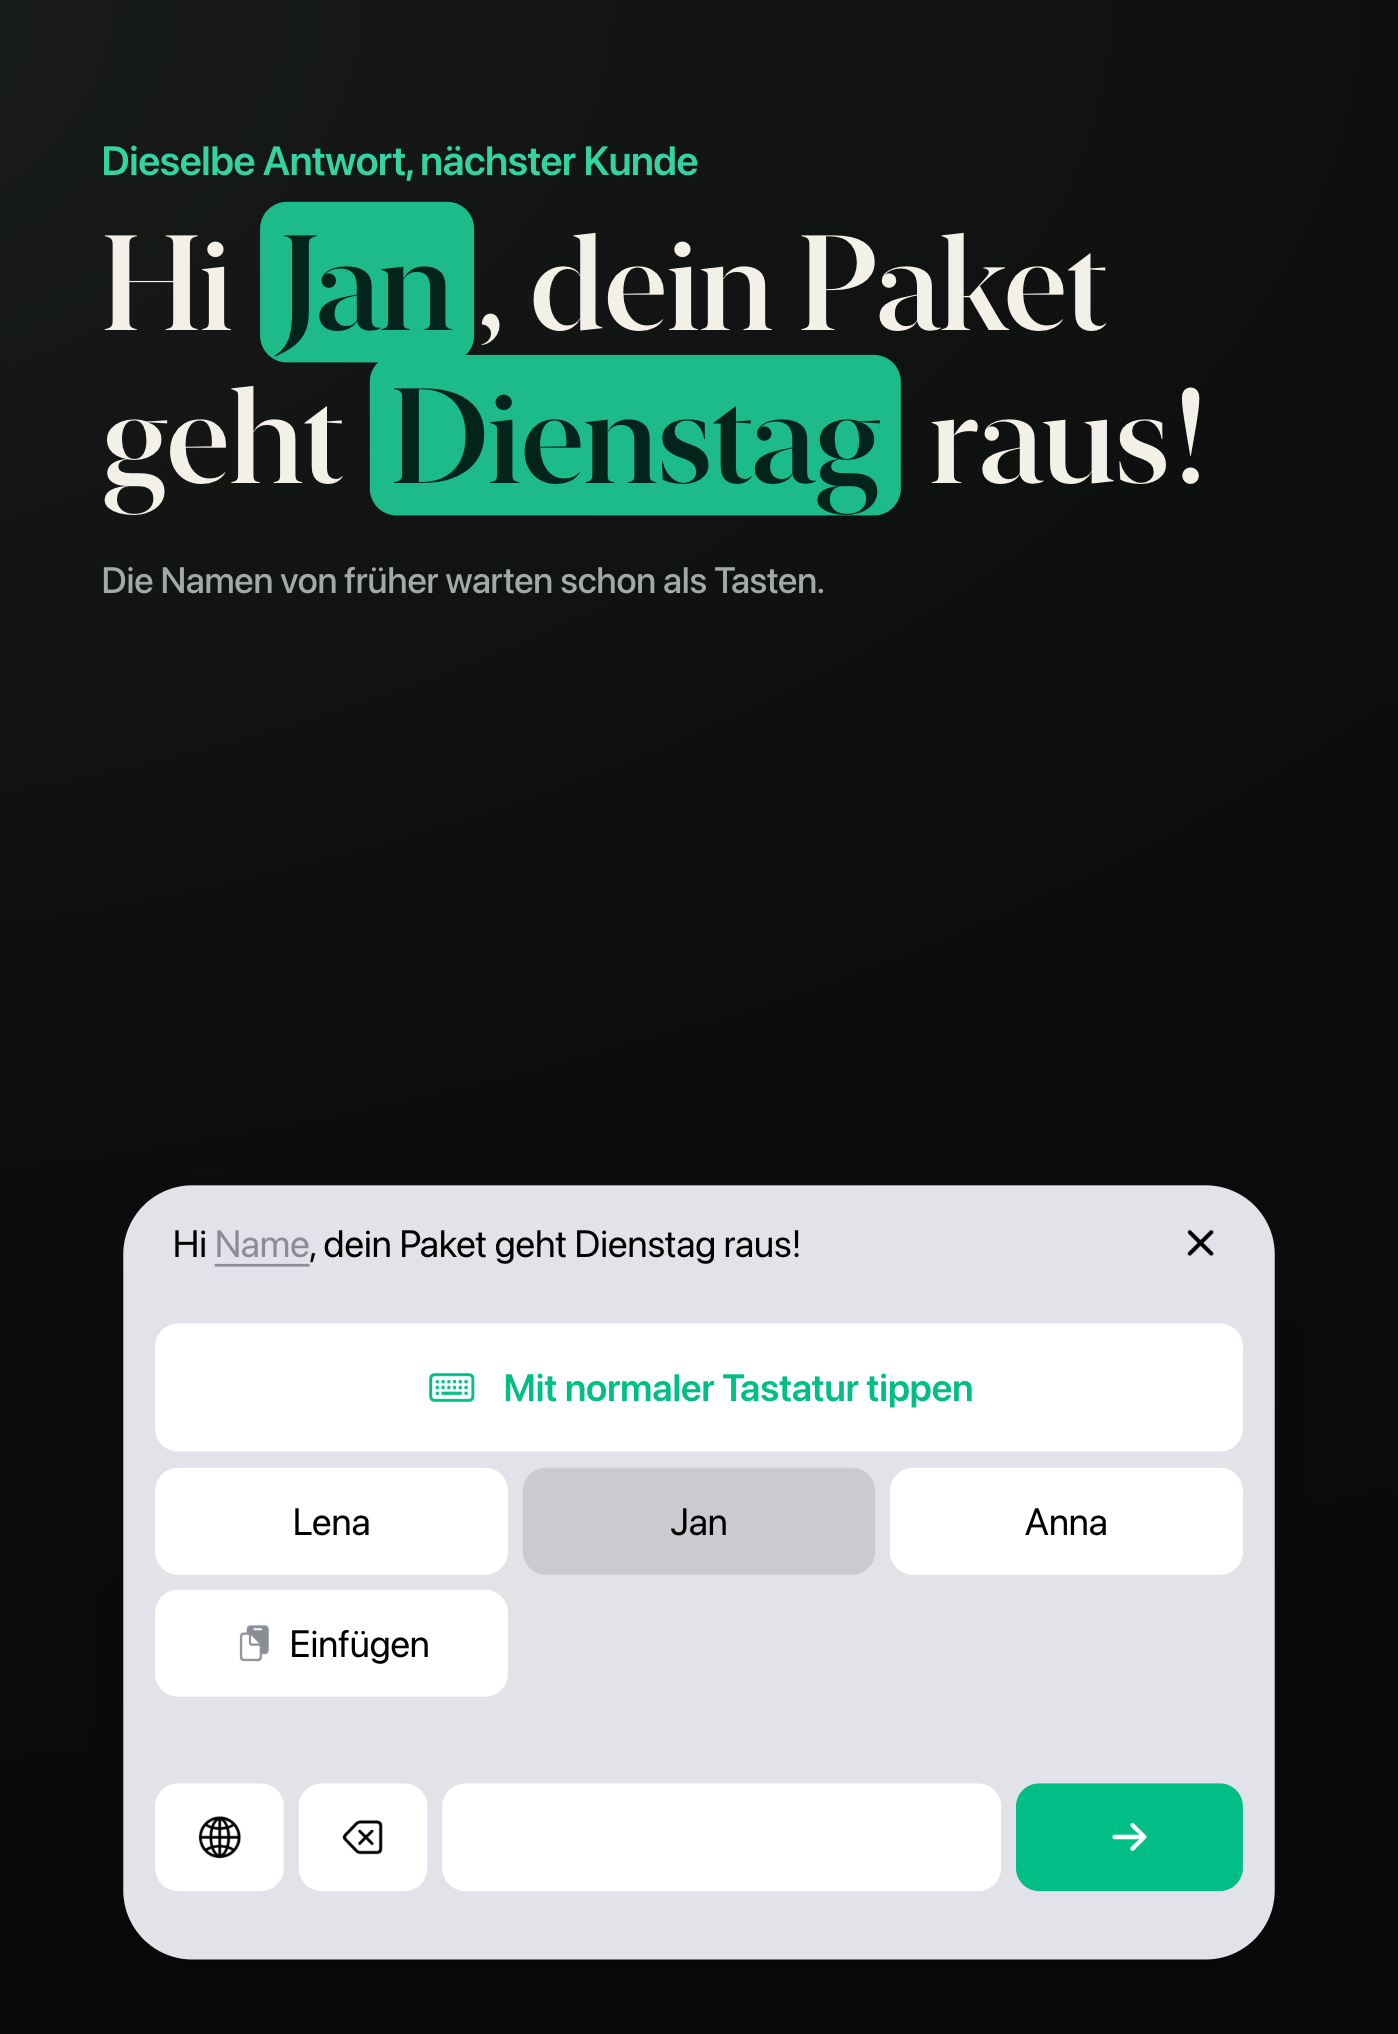 Dieselbe Antwort, nächster Kunde
Hi Jan, dein Paket
geht Dienstag raus!
Die Namen von früher warten schon als Tasten.
Hi Name, dein Paket geht Dienstag raus!
Mit normaler Tastatur tippen
Lena Jan Anna
Einfügen